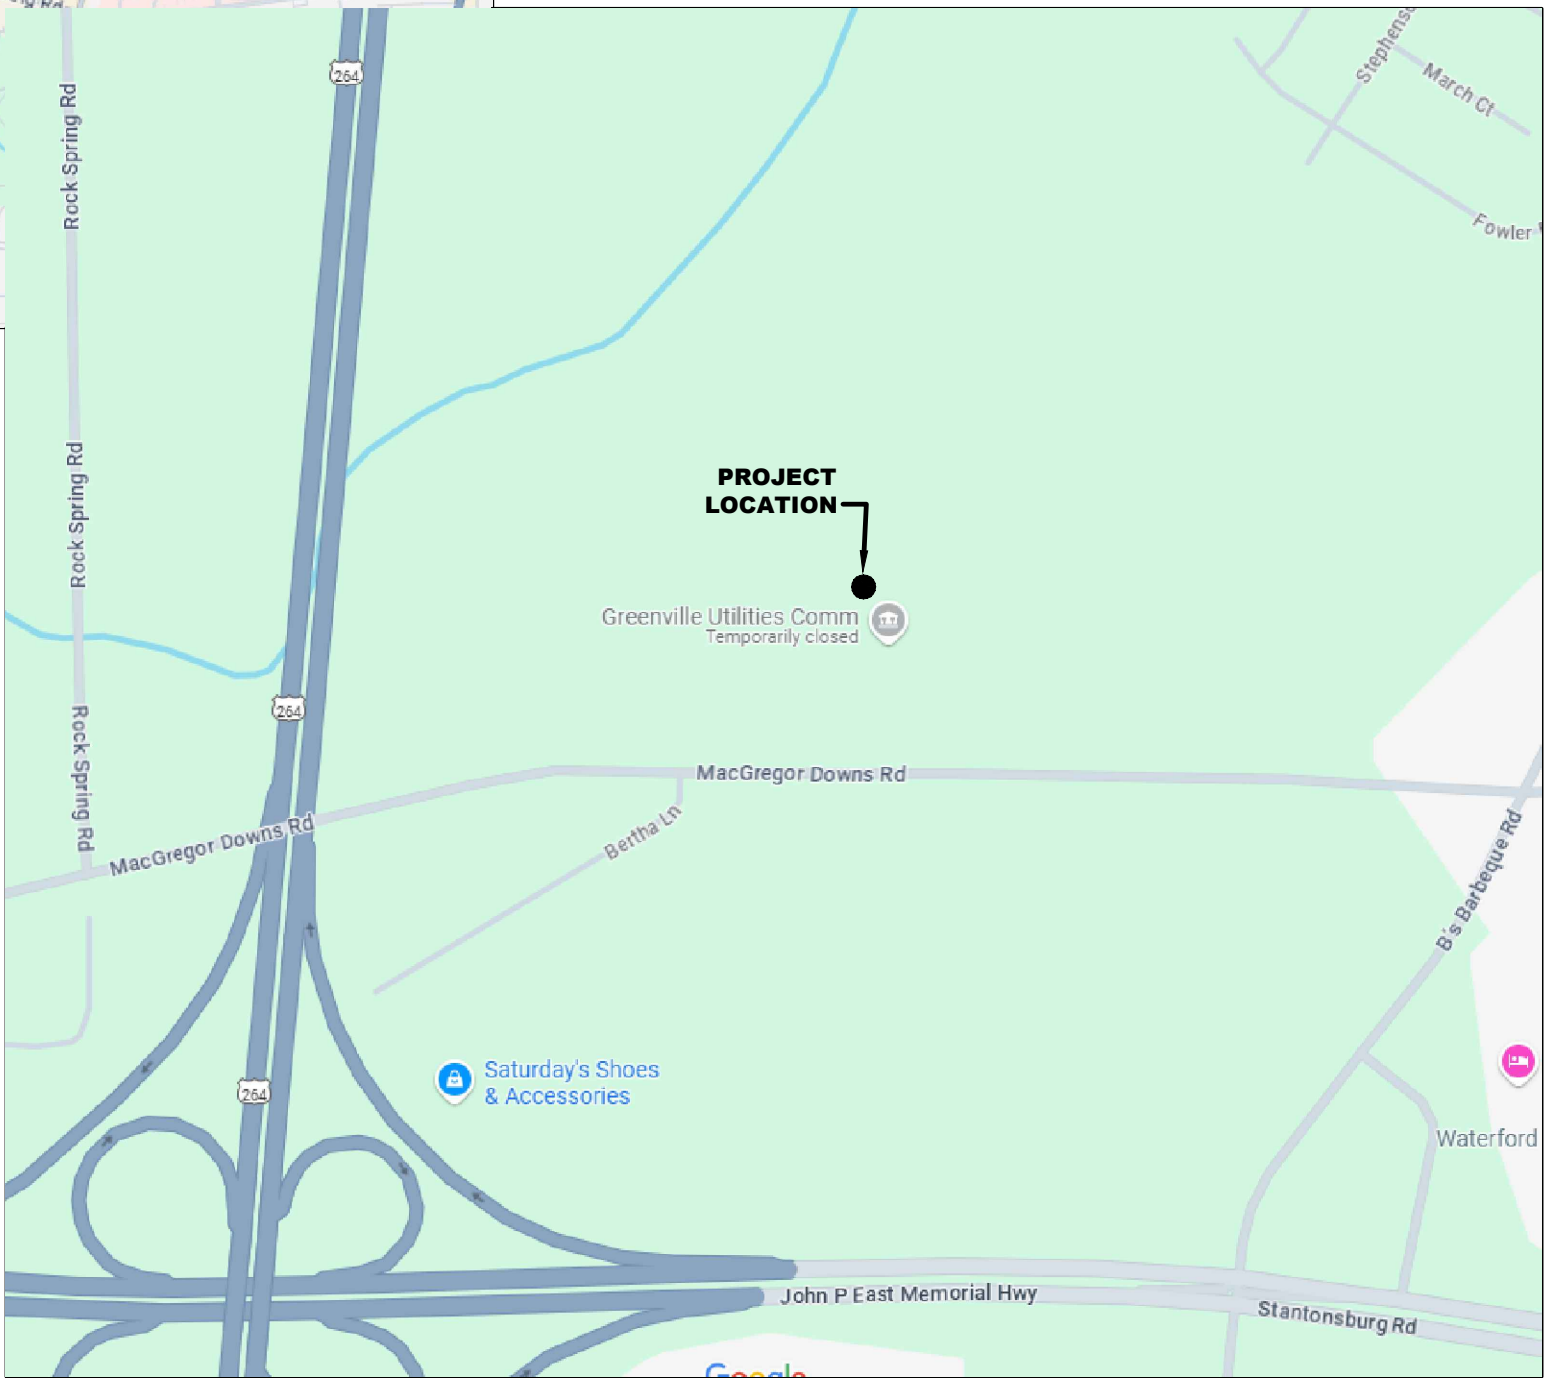 264
March Ct
Rock Spring Rd
PROJECT
LOCATION
Rock Spring Rd
Greenville Utilities Comm
Temporarily closed
264
Rock Spring Rd
MacGregor Downs Rd
Bertha Ln
MacGregor Downs Rd
B's Barbeque Rd
Fowler
Saturday's Shoes
& Accessories
264
Waterford
John P East Memorial Hwy
Stantonsburg Rd
Google